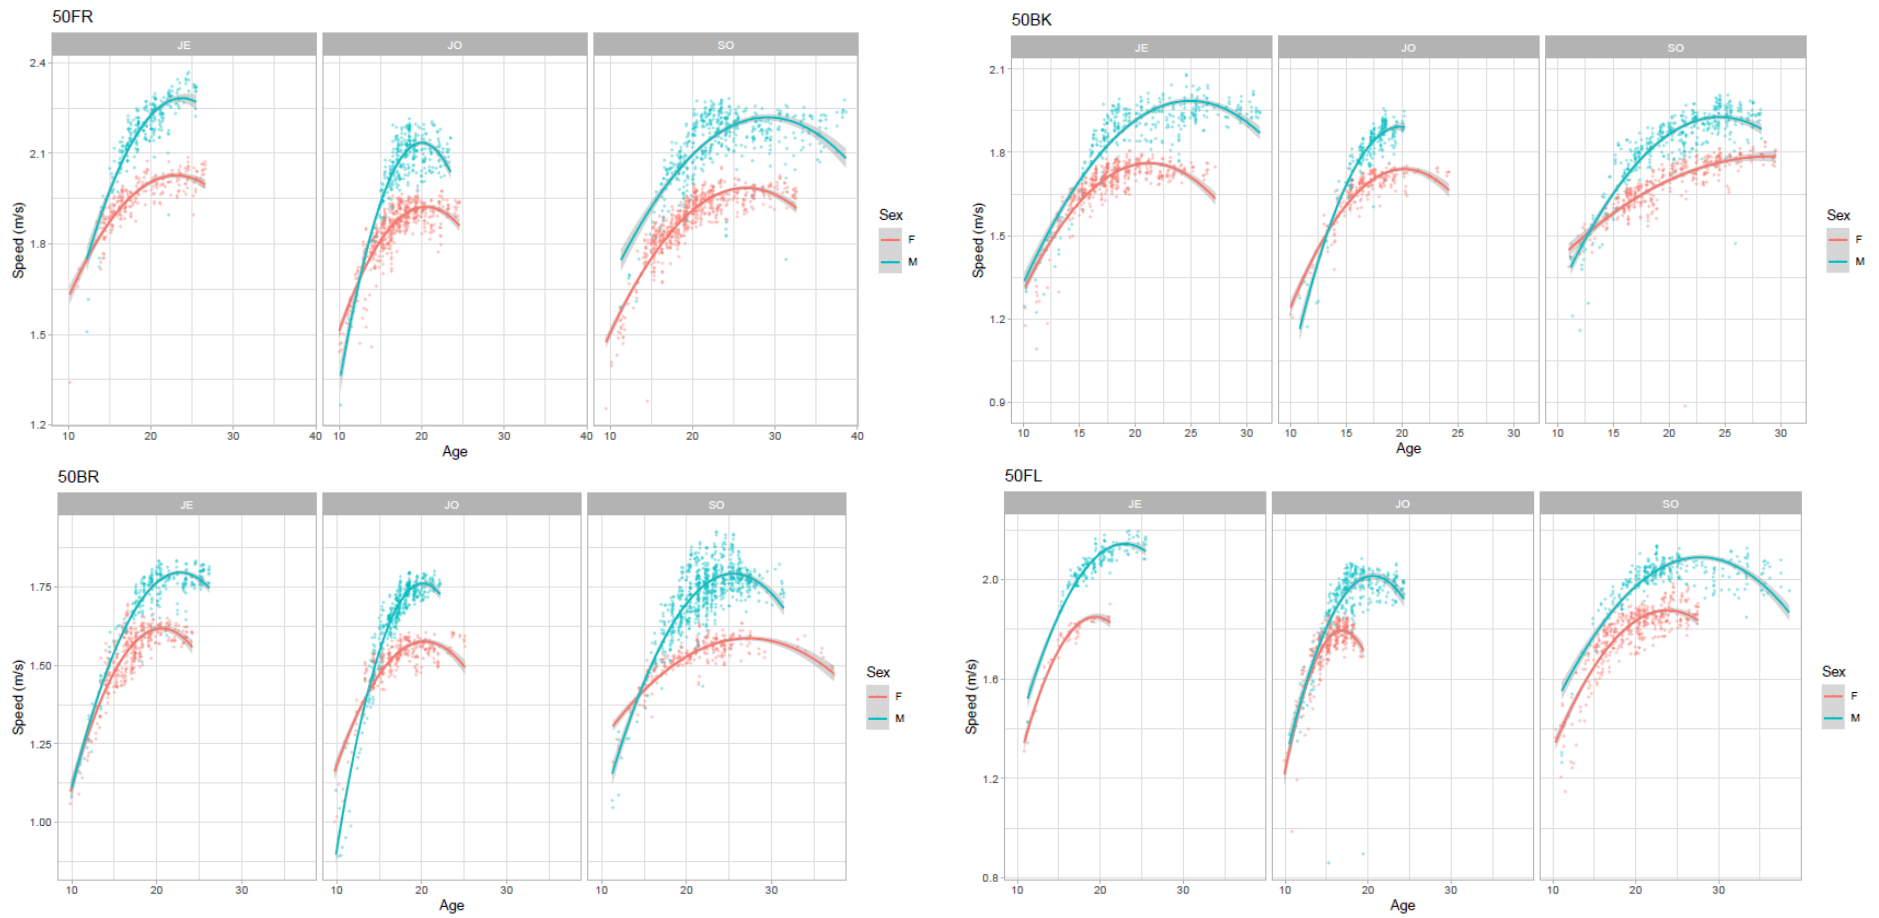 50FR
JE JO SO
2.4
2.1
1.8
1.5
1.2
Speed (m/s)
10 20 30 40 10 20 30 40 10 20 30 40
Age
Sex
F
M
50BK
JE JO SO
2.1
1.8
1.5
1.2
0.9
Speed (m/s)
10 15 20 25 30 10 15 20 25 30 10 15 20 25 30
Age
Sex
F
M
50BR
JE JO SO
1.75
1.50
1.25
1.00
Speed (m/s)
10 20 30 10 20 30 10 20 30
Age
Sex
F
M
50FL
JE JO SO
2.0
1.6
1.2
0.8
Speed (m/s)
10 20 30 10 20 30 10 20 30
Age
Sex
F
M